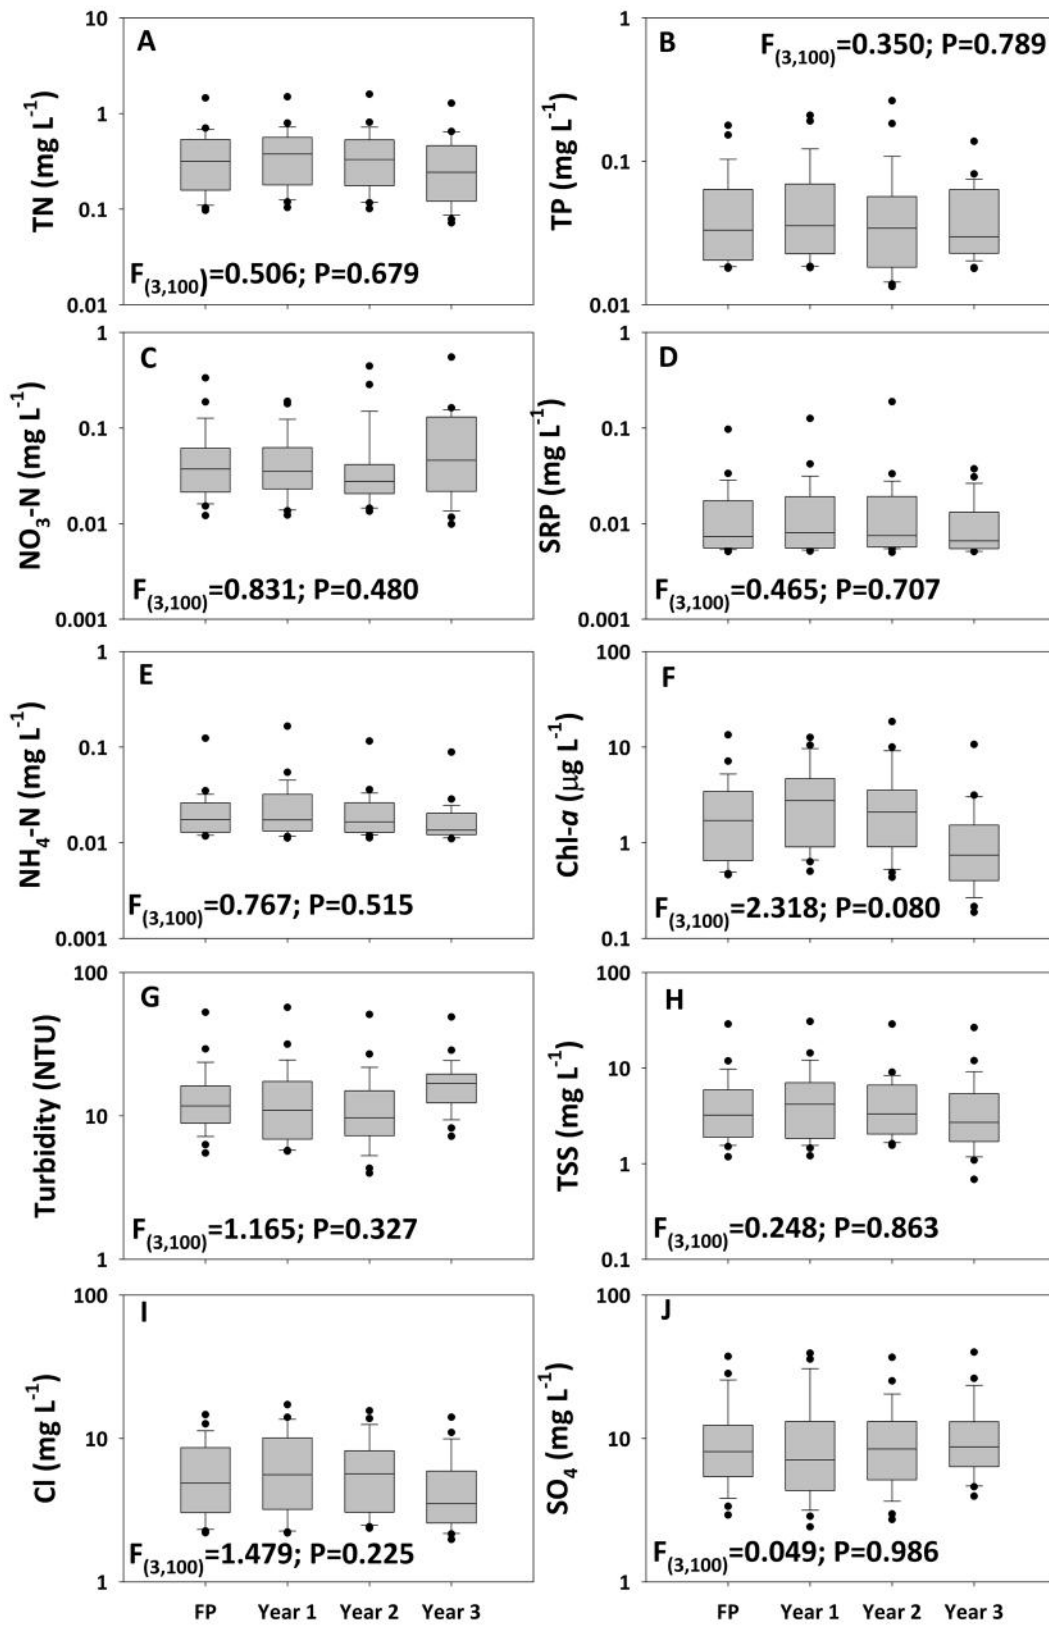 A
10
1
0.1
0.01
TN (mg L⁻¹)
F(3,100)=0.506; P=0.679
B
1
0.1
0.01
TP (mg L⁻¹)
F(3,100)=0.350; P=0.789
C
1
0.1
0.01
0.001
NO₃-N (mg L⁻¹)
F(3,100)=0.831; P=0.480
D
1
0.1
0.01
0.001
SRP (mg L⁻¹)
F(3,100)=0.465; P=0.707
E
1
0.1
0.01
0.001
NH₄-N (mg L⁻¹)
F(3,100)=0.767; P=0.515
F
100
10
1
0.1
Chl-a (μg L⁻¹)
F(3,100)=2.318; P=0.080
G
100
10
1
Turbidity (NTU)
F(3,100)=1.165; P=0.327
H
100
10
1
0.1
TSS (mg L⁻¹)
F(3,100)=0.248; P=0.863
I
100
10
1
Cl (mg L⁻¹)
F(3,100)=1.479; P=0.225
FP Year 1 Year 2 Year 3
J
100
10
1
SO₄ (mg L⁻¹)
F(3,100)=0.049; P=0.986
FP Year 1 Year 2 Year 3